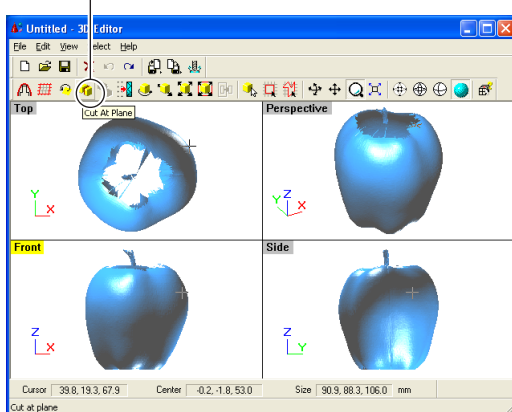 Untitled - 3D Editor
File Edit View Select Help
Cut At Plane
Top
Perspective
Y
X
Z
Y
X
Front
Side
Z
X
Z
Y
Cursor 39.8, 19.3, 67.9 Center -0.2, -1.8, 53.0 Size 90.9, 88.3, 106.0 mm
Cut at plane